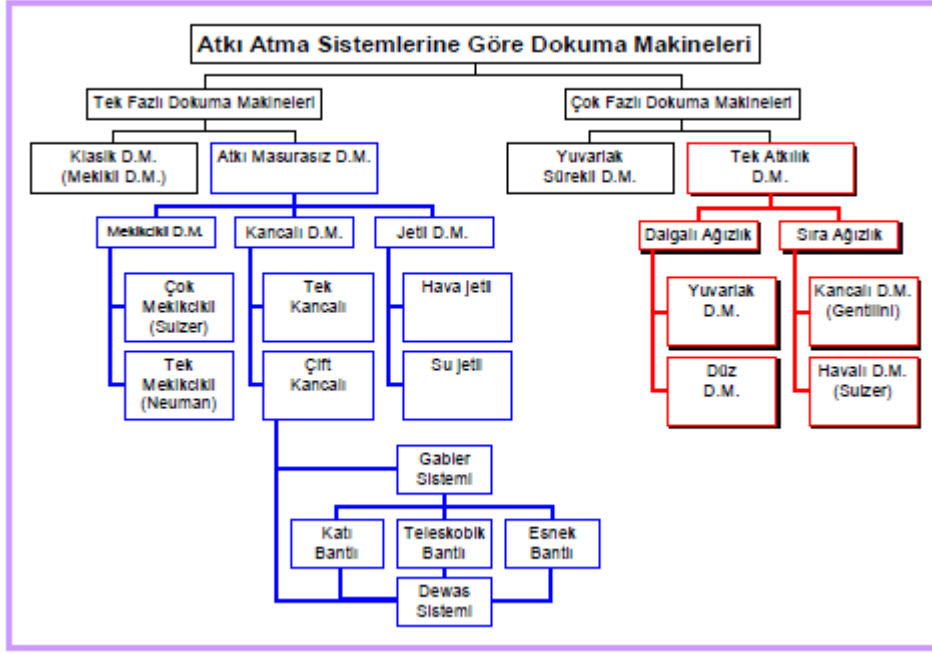 Atkı Atma Sistemlerine Göre Dokuma Makineleri
Tek Fazlı Dokuma Makineleri
Çok Fazlı Dokuma Makineleri
Klasik D.M.
(Mekikli D.M.)
Atkı Masurasız D.M.
Yuvarlak
Sürekli D.M.
Tek Atkılık
D.M.
Mekikcikli D.M.
Kancalı D.M.
Jetli D.M.
Dalgalı Ağızlık
Sıra Ağızlık
Çok
Mekikcikli
(Sulzer)
Tek
Kancalı
Hava jetli
Yuvarlak
D.M.
Kancalı D.M.
(Gentilini)
Tek
Mekikcikli
(Neuman)
Çift
Kancalı
Su jetli
Düz
D.M.
Havalı D.M.
(Sulzer)
Gabler
Sistemi
Katı
Bantlı
Teleskobik
Bantlı
Esnek
Bantlı
Dewas
Sistemi